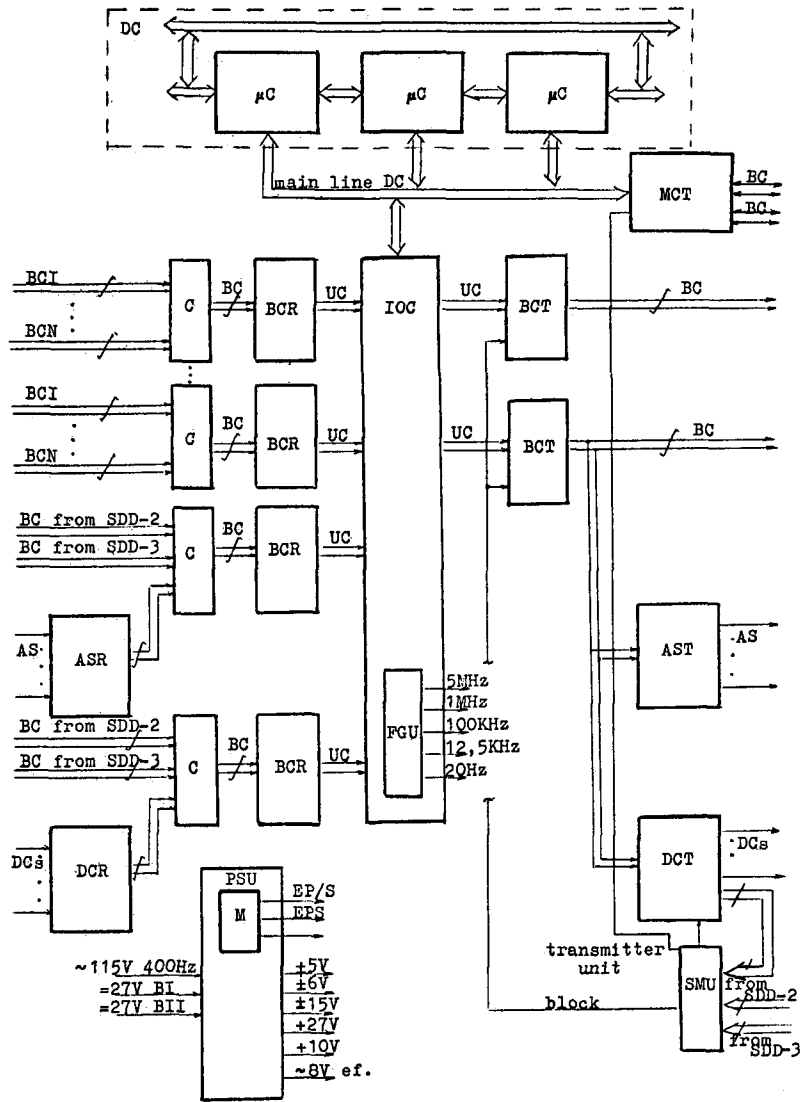 DC
μC μC μC
main line DC
MCT
BC
BC
BCI
C
BC
BCR
UC
IOC
UC
BCT
BC
BCN
BCI
C
BC
BCR
UC
UC
BCT
BC
BCN
BC from SDD-2
BC from SDD-3
C
BC
BCR
UC
AS
ASR
AST
AS
BC from SDD-2
BC from SDD-3
C
BC
BCR
UC
FGU
5MHz
1MHz
100KHz
12,5KHz
20Hz
DCs
DCR
DCT
DCs
PSU
M
EP/S
EPS
~115V 400Hz
=27V BI
=27V BII
±5V
±6V
±15V
+27V
+10V
~8V ef.
transmitter
unit
block
SMU
from
SDD-2
from
SDD-3